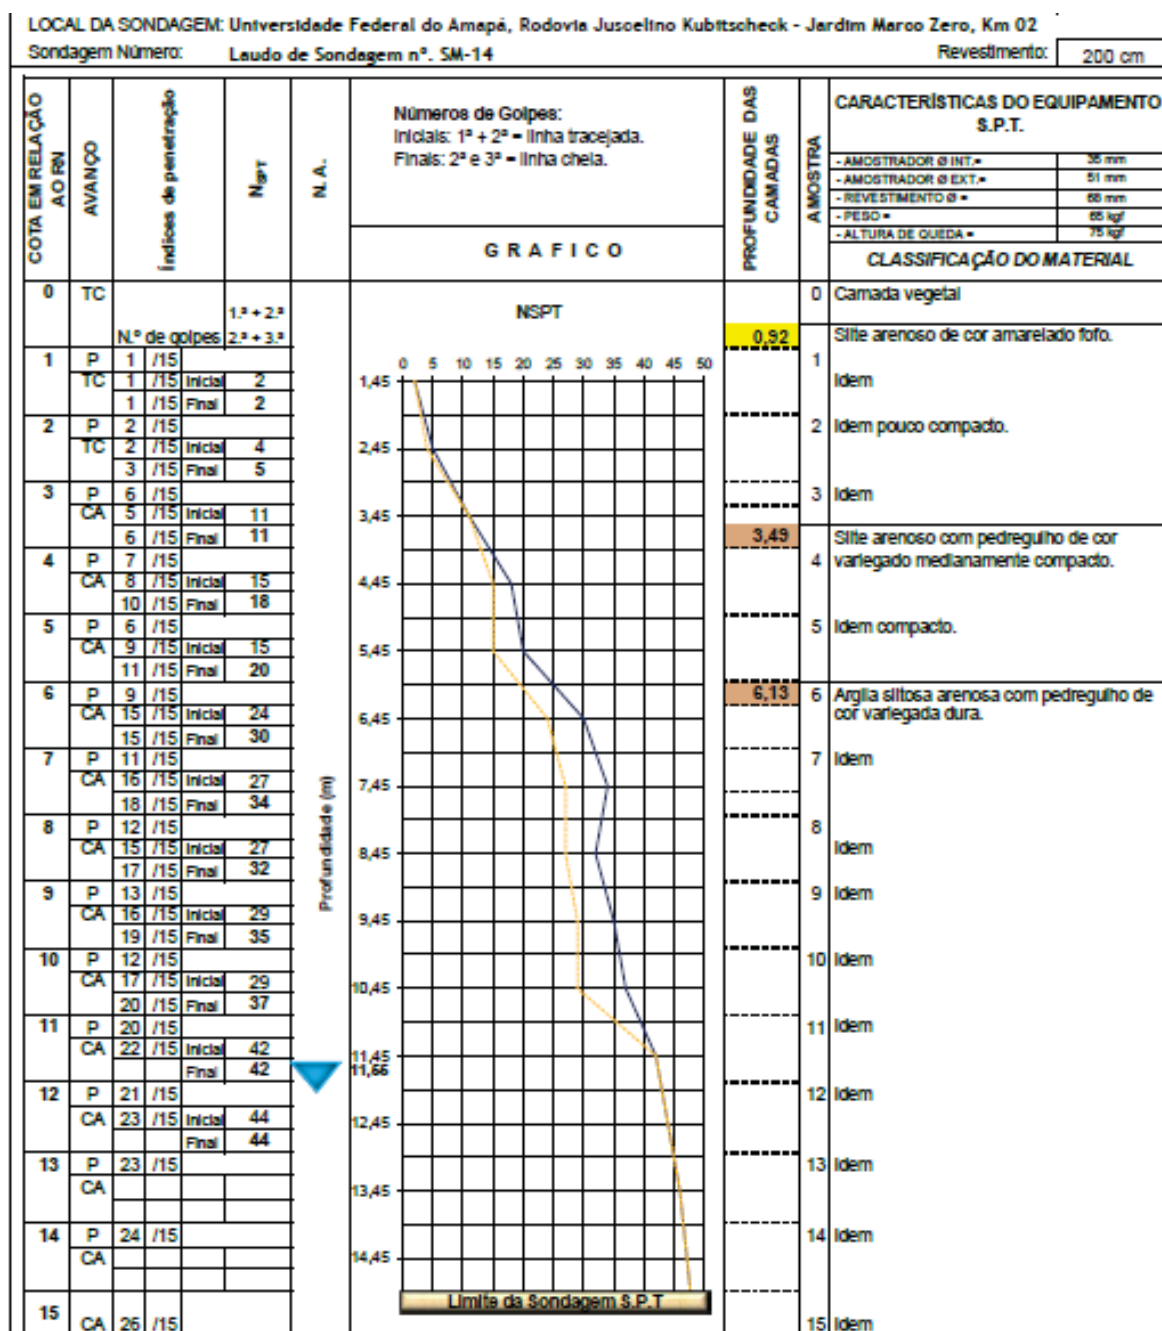 LOCAL DA SONDAGEM: Universidade Federal do Amapá, Rodovia Juscelino Kubitscheck - Jardim Marco Zero, Km 02
Sondagem Número: Laudo de Sondagem nº. SM-14 Revestimento: 200 cm
COTA EM RELAÇÃO AO RN
AVANÇO
Índices de penetração
NSPT
N. A.
Números de Golpes:
Iniciais: 1ª + 2ª = linha tracejada.
Finais: 2ª e 3ª = linha cheia.
GRAFICO
PROFUNDIDADE DAS CAMADAS
AMOSTRA
CARACTERÍSTICAS DO EQUIPAMENTO
S.P.T.
- AMOSTRADOR Ø INT.= 35 mm
- AMOSTRADOR Ø EXT.= 51 mm
- REVESTIMENTO Ø = 68 mm
- PESO = 65 kgf
- ALTURA DE QUEDA = 75 kgf
CLASSIFICAÇÃO DO MATERIAL
0 TC 1.ª + 2.ª NSPT 0 Camada vegetal
N.º de golpes 2.ª + 3.ª 0,92 Silte arenoso de cor amarelado fofo.
0 5 10 15 20 25 30 35 40 45 50
1 P 1 /15 1
TC 1 /15 Inicial 2 1,45 Idem
1 /15 Final 2
2 P 2 /15 2 Idem pouco compacto.
TC 2 /15 Inicial 4 2,45
3 /15 Final 5
3 P 6 /15 3 Idem
CA 5 /15 Inicial 11 3,45
6 /15 Final 11 3,49 Silte arenoso com pedregulho de cor
4 P 7 /15 4 variegado medianamente compacto.
CA 8 /15 Inicial 15 4,45
10 /15 Final 18
5 P 6 /15 5 Idem compacto.
CA 9 /15 Inicial 15 5,45
11 /15 Final 20
6 P 9 /15 6,13 6 Argila siltosa arenosa com pedregulho de
CA 15 /15 Inicial 24 6,45 cor variegada dura.
15 /15 Final 30
7 P 11 /15 7 Idem
CA 16 /15 Inicial 27 7,45
18 /15 Final 34
Profundidade (m)
8 P 12 /15 8
CA 15 /15 Inicial 27 8,45 Idem
17 /15 Final 32
9 P 13 /15 9 Idem
CA 16 /15 Inicial 29 9,45
19 /15 Final 35
10 P 12 /15 10 Idem
CA 17 /15 Inicial 29 10,45
20 /15 Final 37
11 P 20 /15 11 Idem
CA 22 /15 Inicial 42 11,45
Final 42 11,66
12 P 21 /15 12 Idem
CA 23 /15 Inicial 44 12,45
Final 44
13 P 23 /15 13 Idem
CA 13,45
14 P 24 /15 14 Idem
CA 14,45
Limite da Sondagem S.P.T
15 CA 26 /15 15 Idem